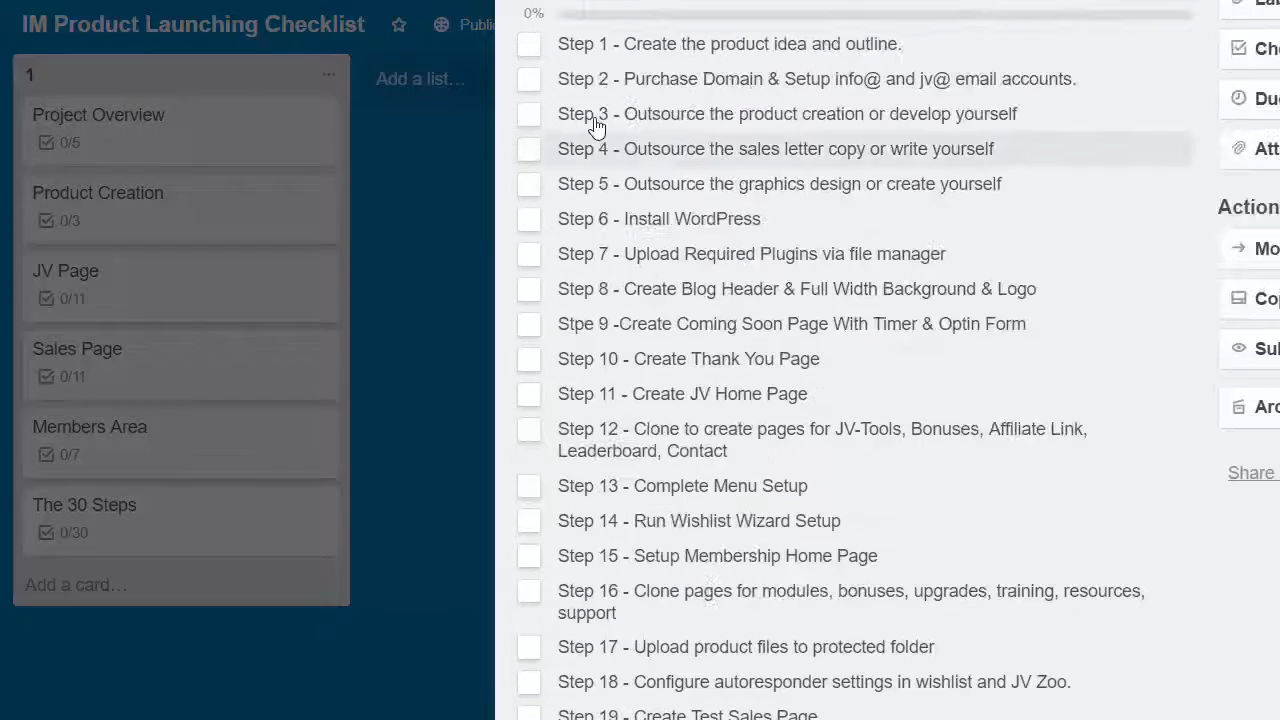 IM Product Launching Checklist
Public
1
Add a list…
Project Overview
0/5
Product Creation
0/3
JV Page
0/11
Sales Page
0/11
Members Area
0/7
The 30 Steps
0/30
Add a card…
0%
Step 1 - Create the product idea and outline.
Step 2 - Purchase Domain & Setup info@ and jv@ email accounts.
Step 3 - Outsource the product creation or develop yourself
Step 4 - Outsource the sales letter copy or write yourself
Step 5 - Outsource the graphics design or create yourself
Step 6 - Install WordPress
Step 7 - Upload Required Plugins via file manager
Step 8 - Create Blog Header & Full Width Background & Logo
Stpe 9 -Create Coming Soon Page With Timer & Optin Form
Step 10 - Create Thank You Page
Step 11 - Create JV Home Page
Step 12 - Clone to create pages for JV-Tools, Bonuses, Affiliate Link,
Leaderboard, Contact
Step 13 - Complete Menu Setup
Step 14 - Run Wishlist Wizard Setup
Step 15 - Setup Membership Home Page
Step 16 - Clone pages for modules, bonuses, upgrades, training, resources,
support
Step 17 - Upload product files to protected folder
Step 18 - Configure autoresponder settings in wishlist and JV Zoo.
Step 19 - Create Test Sales Page
Che
Due
Att
Action
Mo
Cop
Sub
Arc
Share